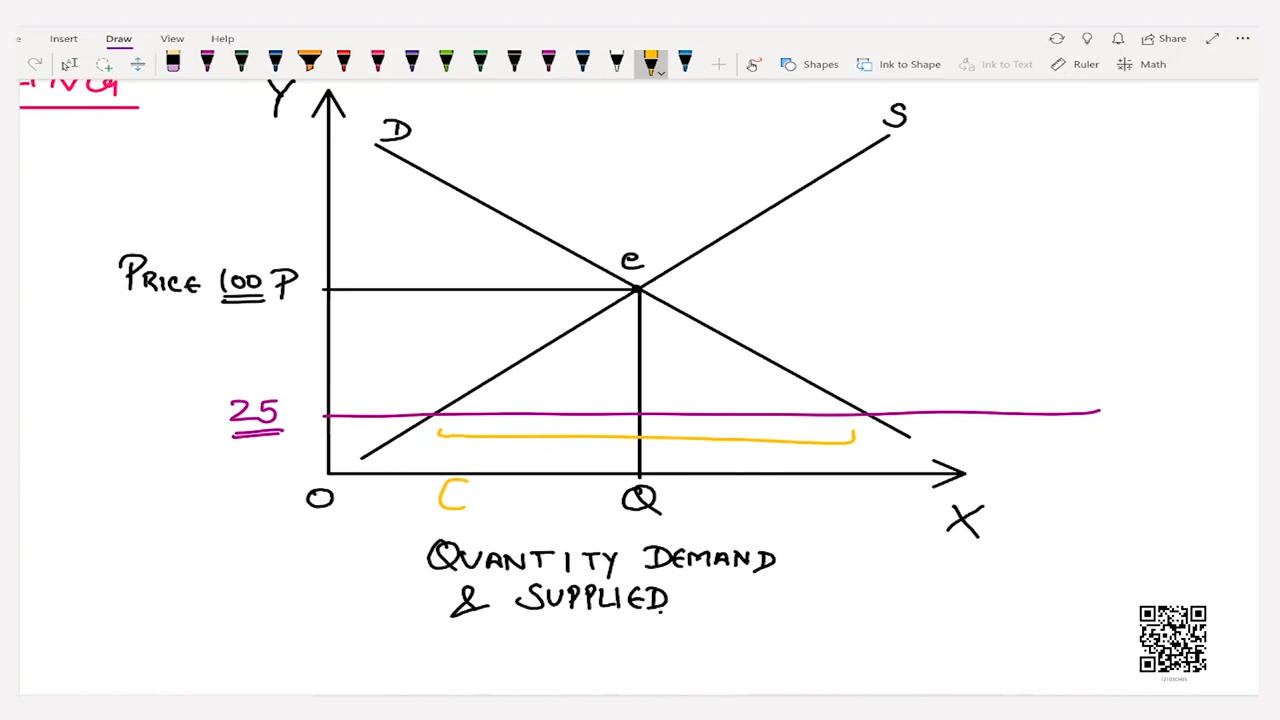 Insert Draw View Help
Share
Shapes Ink to Shape Ink to Text Ruler Math
Y
D
S
e
PRICE 100 P
25
O C Q
X
QUANTITY DEMAND
& SUPPLIED
12103CH05